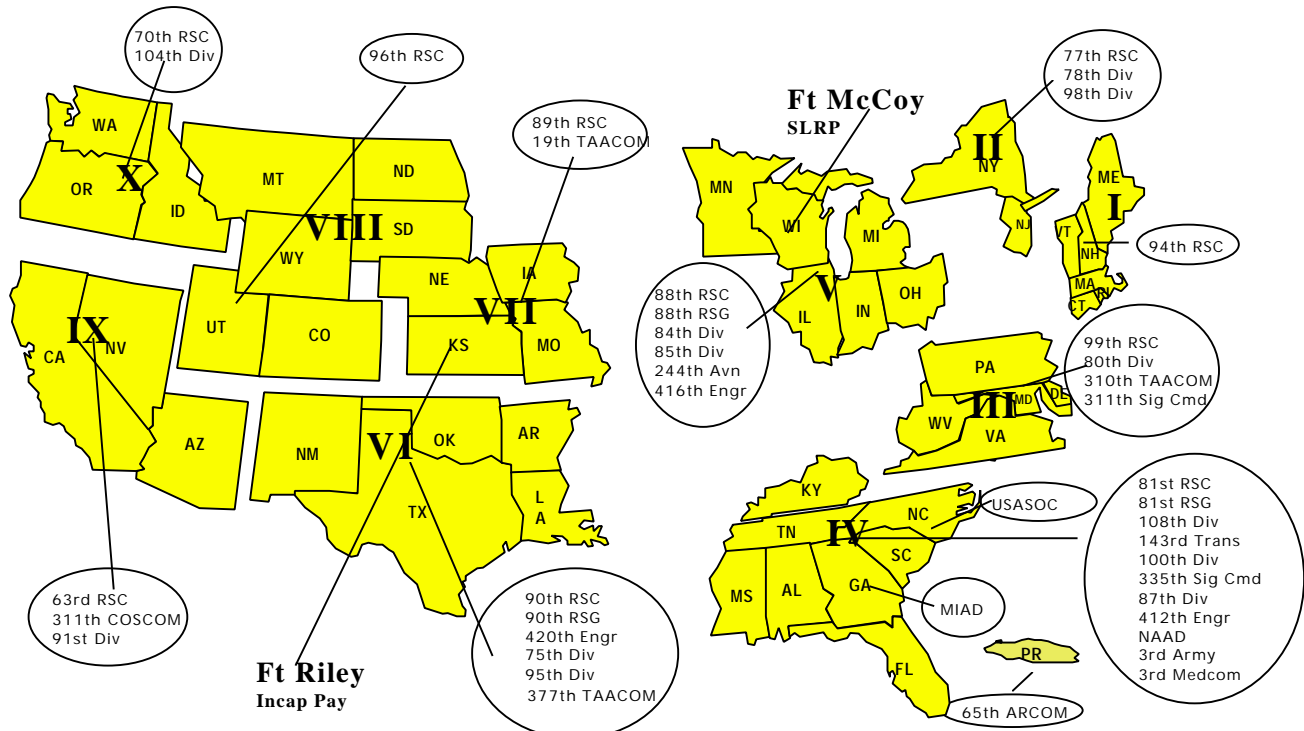 70th RSC
104th Div
96th RSC
89th RSC
19th TAACOM
WA
OR
X
ID
MT
ND
VIII
SD
WY
NE
IA
VII
UT
CO
KS
MO
IX
CA
NV
AZ
NM
VI
OK
AR
TX
L
A
63rd RSC
311th COSCOM
91st Div
Ft Riley
Incap Pay
90th RSC
90th RSG
420th Engr
75th Div
95th Div
377th TAACOM
Ft McCoy
SLRP
77th RSC
78th Div
98th Div
II
NY
NJ
MN
WI
MI
ME
I
VT
NH
94th RSC
MA
RI
CT
88th RSC
88th RSG
84th Div
85th Div
244th Avn
416th Engr
V
IL
IN
OH
PA
99th RSC
80th Div
310th TAACOM
311th Sig Cmd
III
MD
DE
WV
VA
KY
NC
USASOC
TN
IV
SC
MS
AL
GA
MIAD
FL
PR
65th ARCOM
81st RSC
81st RSG
108th Div
143rd Trans
100th Div
335th Sig Cmd
87th Div
412th Engr
NAAD
3rd Army
3rd Medcom